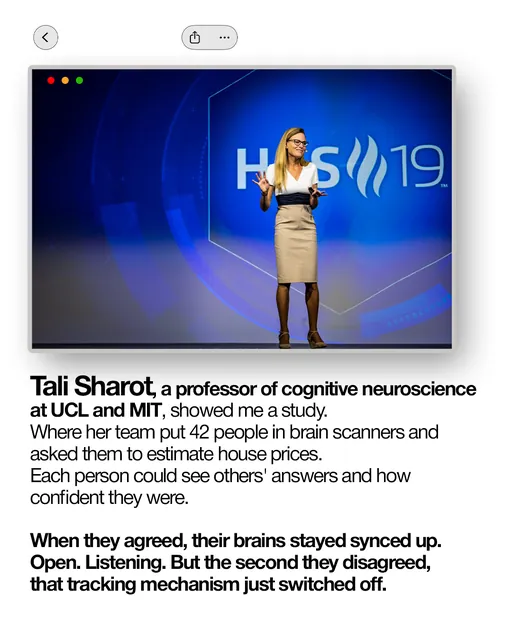 HIMSS 19
Tali Sharot, a professor of cognitive neuroscience
at UCL and MIT, showed me a study.
Where her team put 42 people in brain scanners and
asked them to estimate house prices.
Each person could see others' answers and how
confident they were.
When they agreed, their brains stayed synced up.
Open. Listening. But the second they disagreed,
that tracking mechanism just switched off.